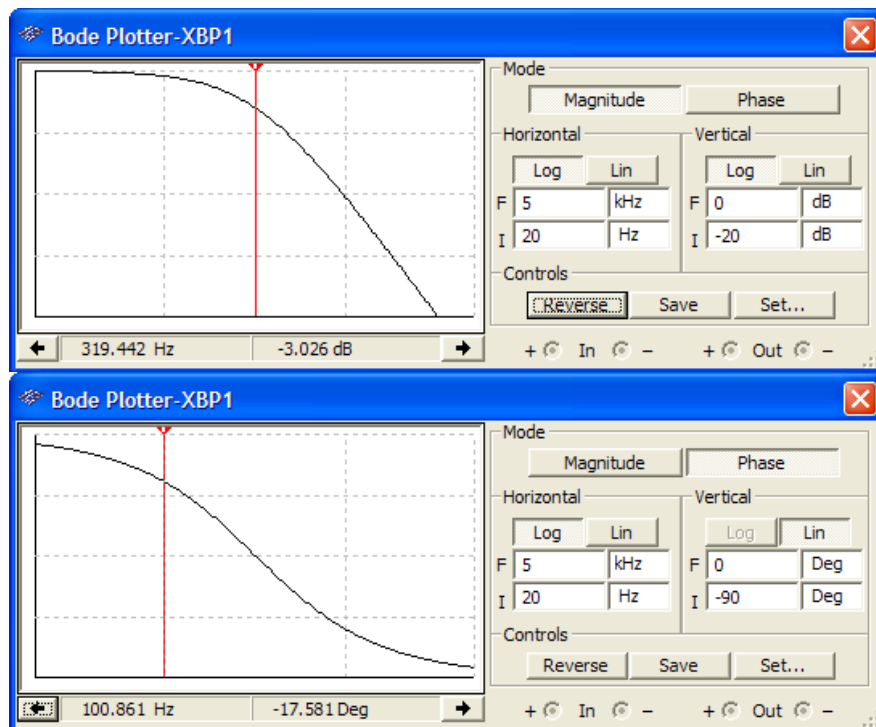 Bode Plotter-XBP1
Mode
Magnitude Phase
Horizontal Vertical
Log Lin Log Lin
F 5 kHz F 0 dB
I 20 Hz I -20 dB
Controls
Reverse Save Set...
319.442 Hz -3.026 dB + In - + Out -
Bode Plotter-XBP1
Mode
Magnitude Phase
Horizontal Vertical
Log Lin Log Lin
F 5 kHz F 0 Deg
I 20 Hz I -90 Deg
Controls
Reverse Save Set...
100.861 Hz -17.581 Deg + In - + Out -